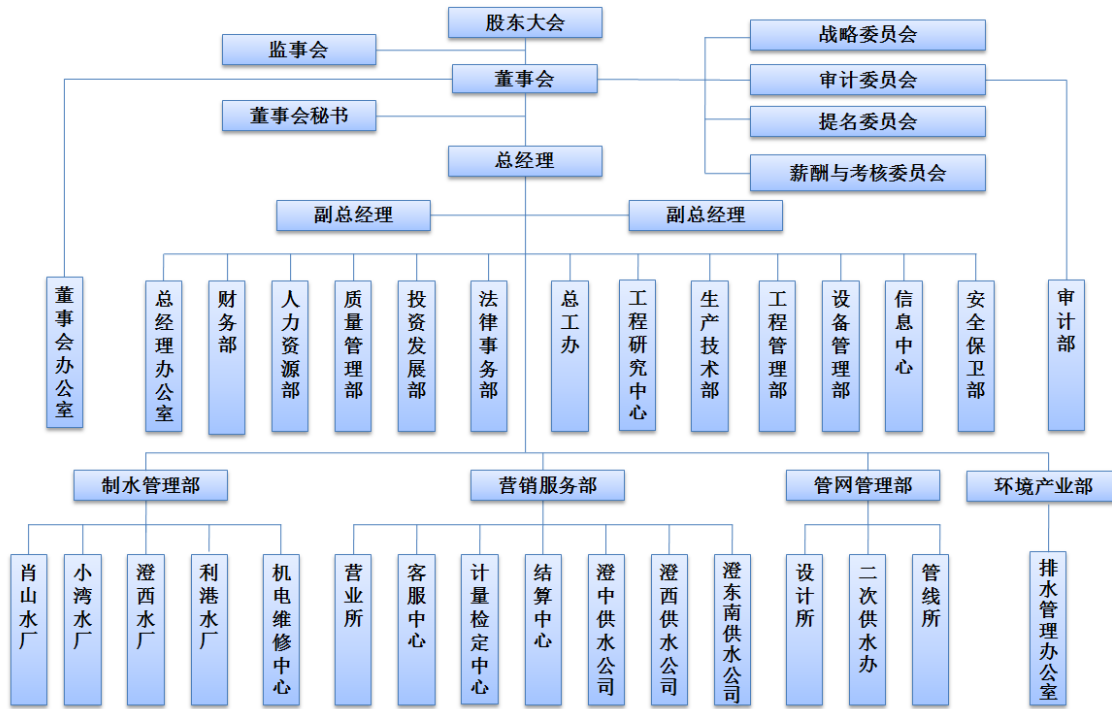 股东大会
监事会
战略委员会
董事会
审计委员会
董事会秘书
提名委员会
总经理
薪酬与考核委员会
副总经理
副总经理
董事会办公室
总经理办公室
财务部
人力资源部
质量管理部
投资发展部
法律事务部
总工办
工程研究中心
生产技术部
工程管理部
设备管理部
信息中心
安全保卫部
审计部
制水管理部
营销服务部
管网管理部
环境产业部
肖山水厂
小湾水厂
澄西水厂
利港水厂
机电维修中心
营业所
客服中心
计量检定中心
结算中心
澄中供水公司
澄西供水公司
澄东南供水公司
设计所
二次供水办
管线所
排水管理办公室